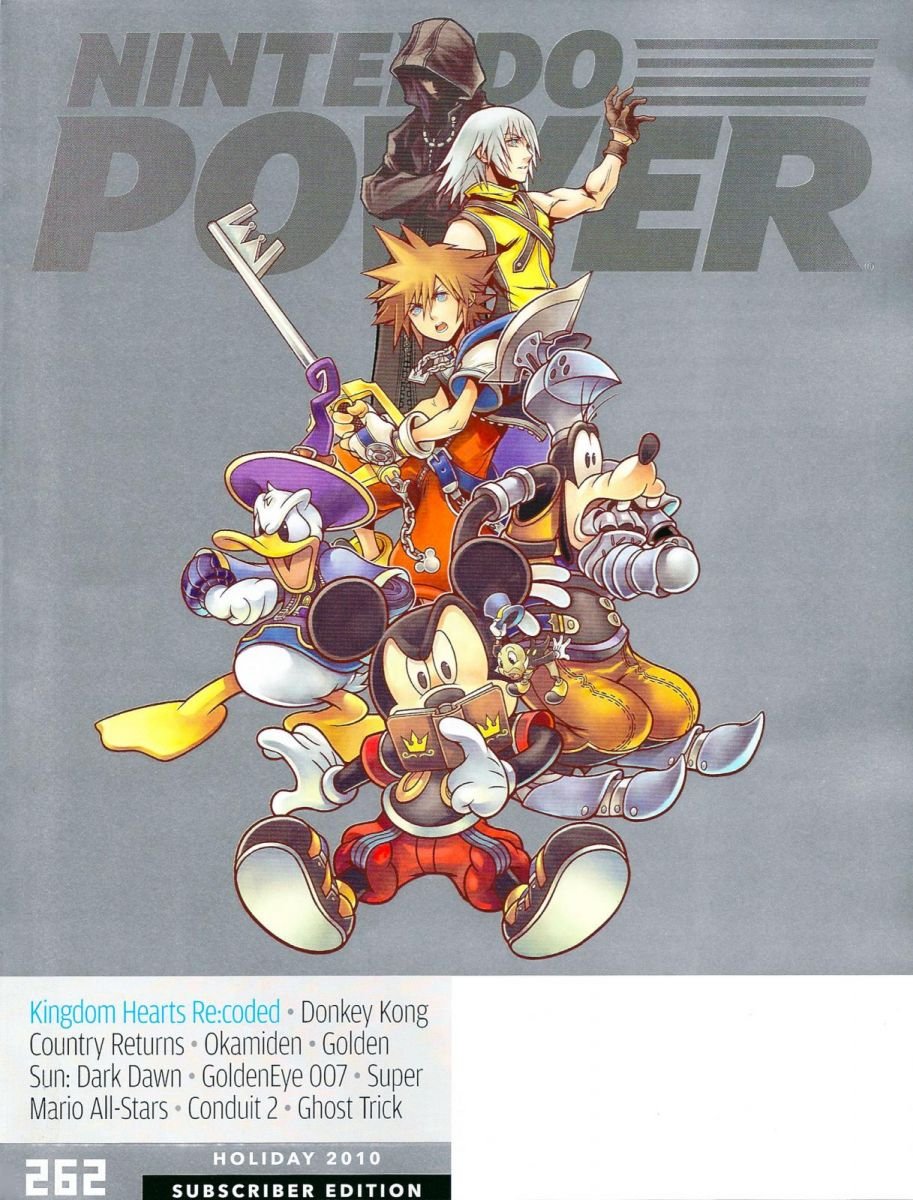 NINTENDO
POWER®
Kingdom Hearts Re:coded • Donkey Kong
Country Returns • Okamiden • Golden
Sun: Dark Dawn • GoldenEye 007 • Super
Mario All-Stars • Conduit 2 • Ghost Trick
262
HOLIDAY 2010
SUBSCRIBER EDITION